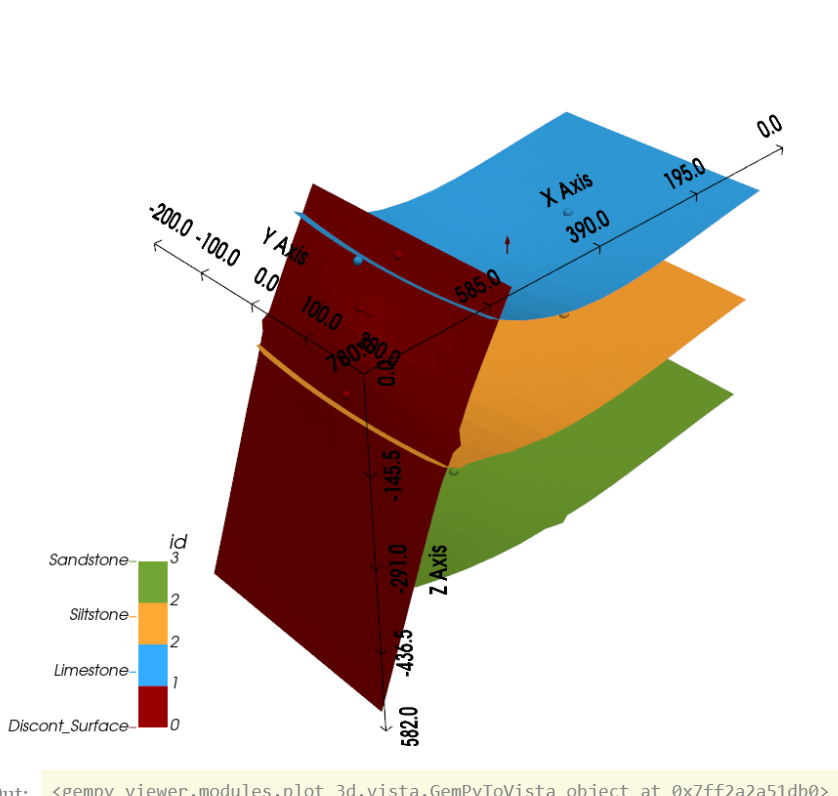 0.0
195.0
X Axis
390.0
585.0
780.0
-200.0
-100.0
Y Axis
0.0
100.0
0.0
-145.5
-291.0
Z Axis
-436.5
582.0
id
Sandstone
3
2
Siltstone
2
Limestone
1
Discont_Surface
0
Out: <gempy_viewer.modules.plot_3d.vista.GemPyToVista object at 0x7ff2a2a51db0>